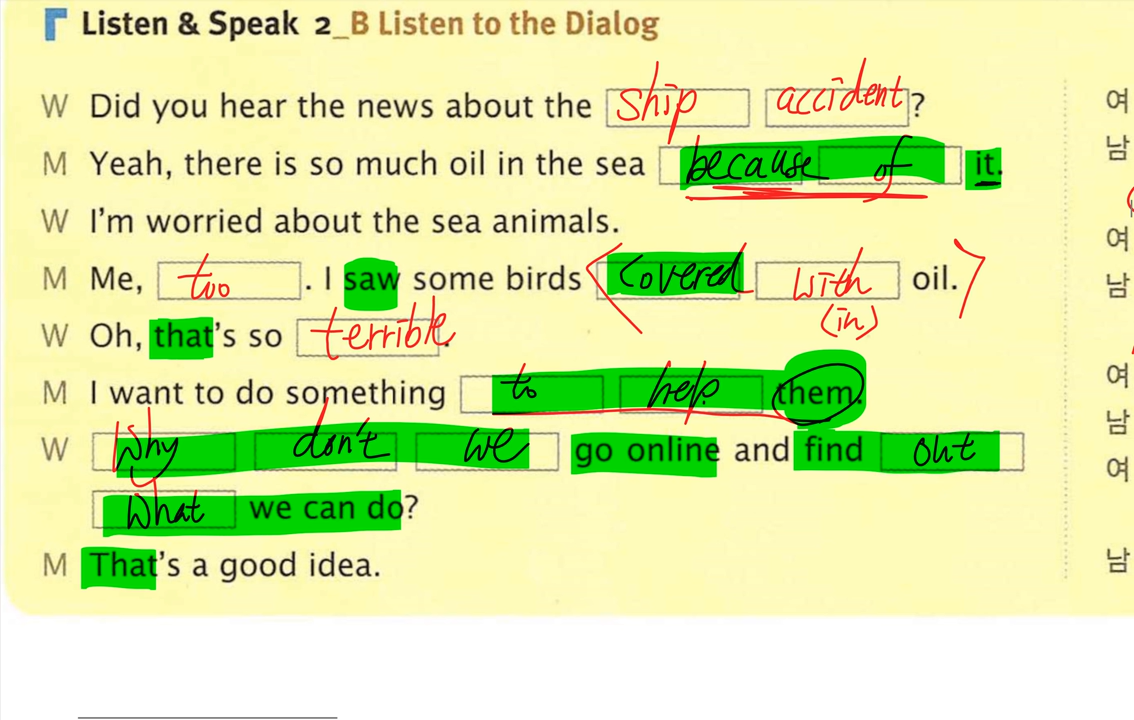 Listen & Speak 2_B Listen to the Dialog
W Did you hear the news about the ship accident? 여
M Yeah, there is so much oil in the sea because of it. 남
W I'm worried about the sea animals. 여
M Me, too. I saw some birds <covered with oil.> 남
(in)
W Oh, that's so terrible.
M I want to do something to help them. 여
W Why don't we go online and find out 여
What we can do?
M That's a good idea. 남
남